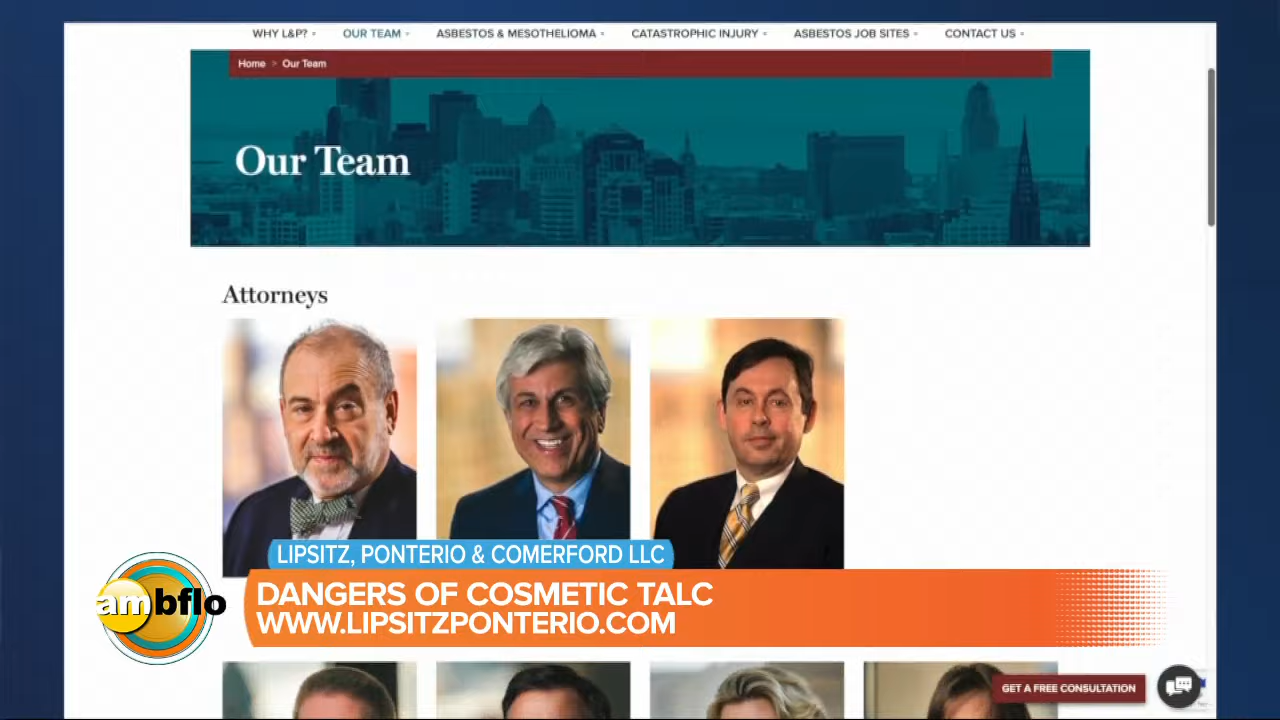 WHY L&P?
OUR TEAM
ASBESTOS & MESOTHELIOMA
CATASTROPHIC INJURY
ASBESTOS JOB SITES
CONTACT US
Home > Our Team
Our Team
Attorneys
LIPSITZ, PONTERIO & COMERFORD LLC
DANGERS OF COSMETIC TALC
WWW.LIPSITZPONTERIO.COM
ambflo
GET A FREE CONSULTATION